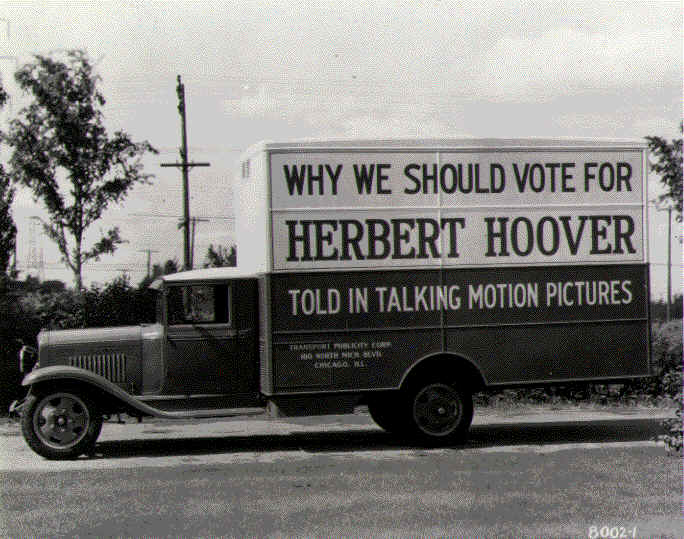 WHY WE SHOULD VOTE FOR
HERBERT HOOVER
TOLD IN TALKING MOTION PICTURES
TRANSPORT PUBLICITY CORP.
180 NORTH MICH. BLVD.
CHICAGO, ILL.
8002-1